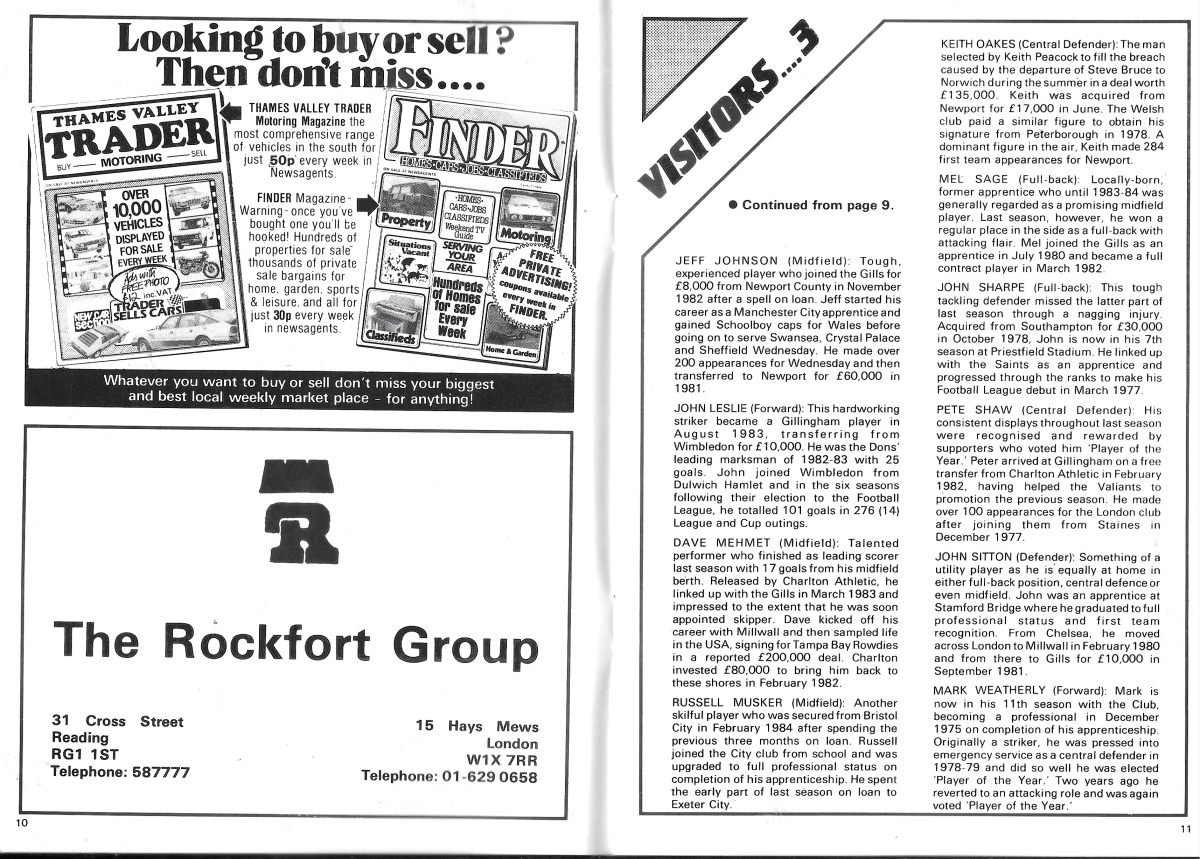 Looking to buy or sell?
Then don't miss....
THAMES VALLEY
TRADER
BUY — MOTORING — SELL
ON SALE AT NEWSAGENTS
OVER
10,000
VEHICLES
DISPLAYED
FOR SALE
EVERY WEEK
Ads with
FREE PHOTO
£12 inc VAT
TRADER
SELLS CARS
NEW CAR
SECTION
THAMES VALLEY TRADER
Motoring Magazine the
most comprehensive range
of vehicles in the south for
just 50p every week in
Newsagents.
FINDER Magazine-
Warning - once you've
bought one you'll be
hooked! Hundreds of
properties for sale
thousands of private
sale bargains for
home, garden, sports
& leisure, and all for
just 30p every week
in newsagents.
FINDER
HOMES·CARS·JOBS·CLASSIFIEDS
ON SALE AT NEWSAGENTS
Property
·HOMES·
CARS·JOBS
CLASSIFIEDS
Weekend TV
Guide
Motoring
Situations
Vacant
SERVING
YOUR
AREA
Hundreds
of Homes
for sale
Every
Week
Classifieds
Home & Garden
FREE
PRIVATE
ADVERTISING!
coupons available
every week in
FINDER.
Whatever you want to buy or sell don't miss your biggest
and best local weekly market place - for anything!
R
The Rockfort Group
31 Cross Street
Reading
RG1 1ST
Telephone: 587777
15 Hays Mews
London
W1X 7RR
Telephone: 01-629 0658
10
VISITORS....3
● Continued from page 9.
JEFF JOHNSON (Midfield): Tough,
experienced player who joined the Gills for
£8,000 from Newport County in November
1982 after a spell on loan. Jeff started his
career as a Manchester City apprentice and
gained Schoolboy caps for Wales before
going on to serve Swansea, Crystal Palace
and Sheffield Wednesday. He made over
200 appearances for Wednesday and then
transferred to Newport for £60,000 in
1981.
JOHN LESLIE (Forward): This hardworking
striker became a Gillingham player in
August 1983, transferring from
Wimbledon for £10,000. He was the Dons'
leading marksman of 1982-83 with 25
goals. John joined Wimbledon from
Dulwich Hamlet and in the six seasons
following their election to the Football
League, he totalled 101 goals in 276 (14)
League and Cup outings.
DAVE MEHMET (Midfield): Talented
performer who finished as leading scorer
last season with 17 goals from his midfield
berth. Released by Charlton Athletic, he
linked up with the Gills in March 1983 and
impressed to the extent that he was soon
appointed skipper. Dave kicked off his
career with Millwall and then sampled life
in the USA, signing for Tampa Bay Rowdies
in a reported £200,000 deal. Charlton
invested £80,000 to bring him back to
these shores in February 1982.
RUSSELL MUSKER (Midfield): Another
skilful player who was secured from Bristol
City in February 1984 after spending the
previous three months on loan. Russell
joined the City club from school and was
upgraded to full professional status on
completion of his apprenticeship. He spent
the early part of last season on loan to
Exeter City.
KEITH OAKES (Central Defender): The man
selected by Keith Peacock to fill the breach
caused by the departure of Steve Bruce to
Norwich during the summer in a deal worth
£135,000. Keith was acquired from
Newport for £17,000 in June. The Welsh
club paid a similar figure to obtain his
signature from Peterborough in 1978. A
dominant figure in the air, Keith made 284
first team appearances for Newport.
MEL SAGE (Full-back): Locally-born,
former apprentice who until 1983-84 was
generally regarded as a promising midfield
player. Last season, however, he won a
regular place in the side as a full-back with
attacking flair. Mel joined the Gills as an
apprentice in July 1980 and became a full
contract player in March 1982.
JOHN SHARPE (Full-back): This tough
tackling defender missed the latter part of
last season through a nagging injury.
Acquired from Southampton for £30,000
in October 1978, John is now in his 7th
season at Priestfield Stadium. He linked up
with the Saints as an apprentice and
progressed through the ranks to make his
Football League debut in March 1977.
PETE SHAW (Central Defender): His
consistent displays throughout last season
were recognised and rewarded by
supporters who voted him 'Player of the
Year.' Peter arrived at Gillingham on a free
transfer from Charlton Athletic in February
1982, having helped the Valiants to
promotion the previous season. He made
over 100 appearances for the London club
after joining them from Staines in
December 1977.
JOHN SITTON (Defender): Something of a
utility player as he is equally at home in
either full-back position, central defence or
even midfield. John was an apprentice at
Stamford Bridge where he graduated to full
professional status and first team
recognition. From Chelsea, he moved
across London to Millwall in February 1980
and from there to Gills for £10,000 in
September 1981.
MARK WEATHERLY (Forward): Mark is
now in his 11th season with the Club,
becoming a professional in December
1975 on completion of his apprenticeship.
Originally a striker, he was pressed into
emergency service as a central defender in
1978-79 and did so well he was elected
'Player of the Year.' Two years ago he
reverted to an attacking role and was again
voted 'Player of the Year.'
11